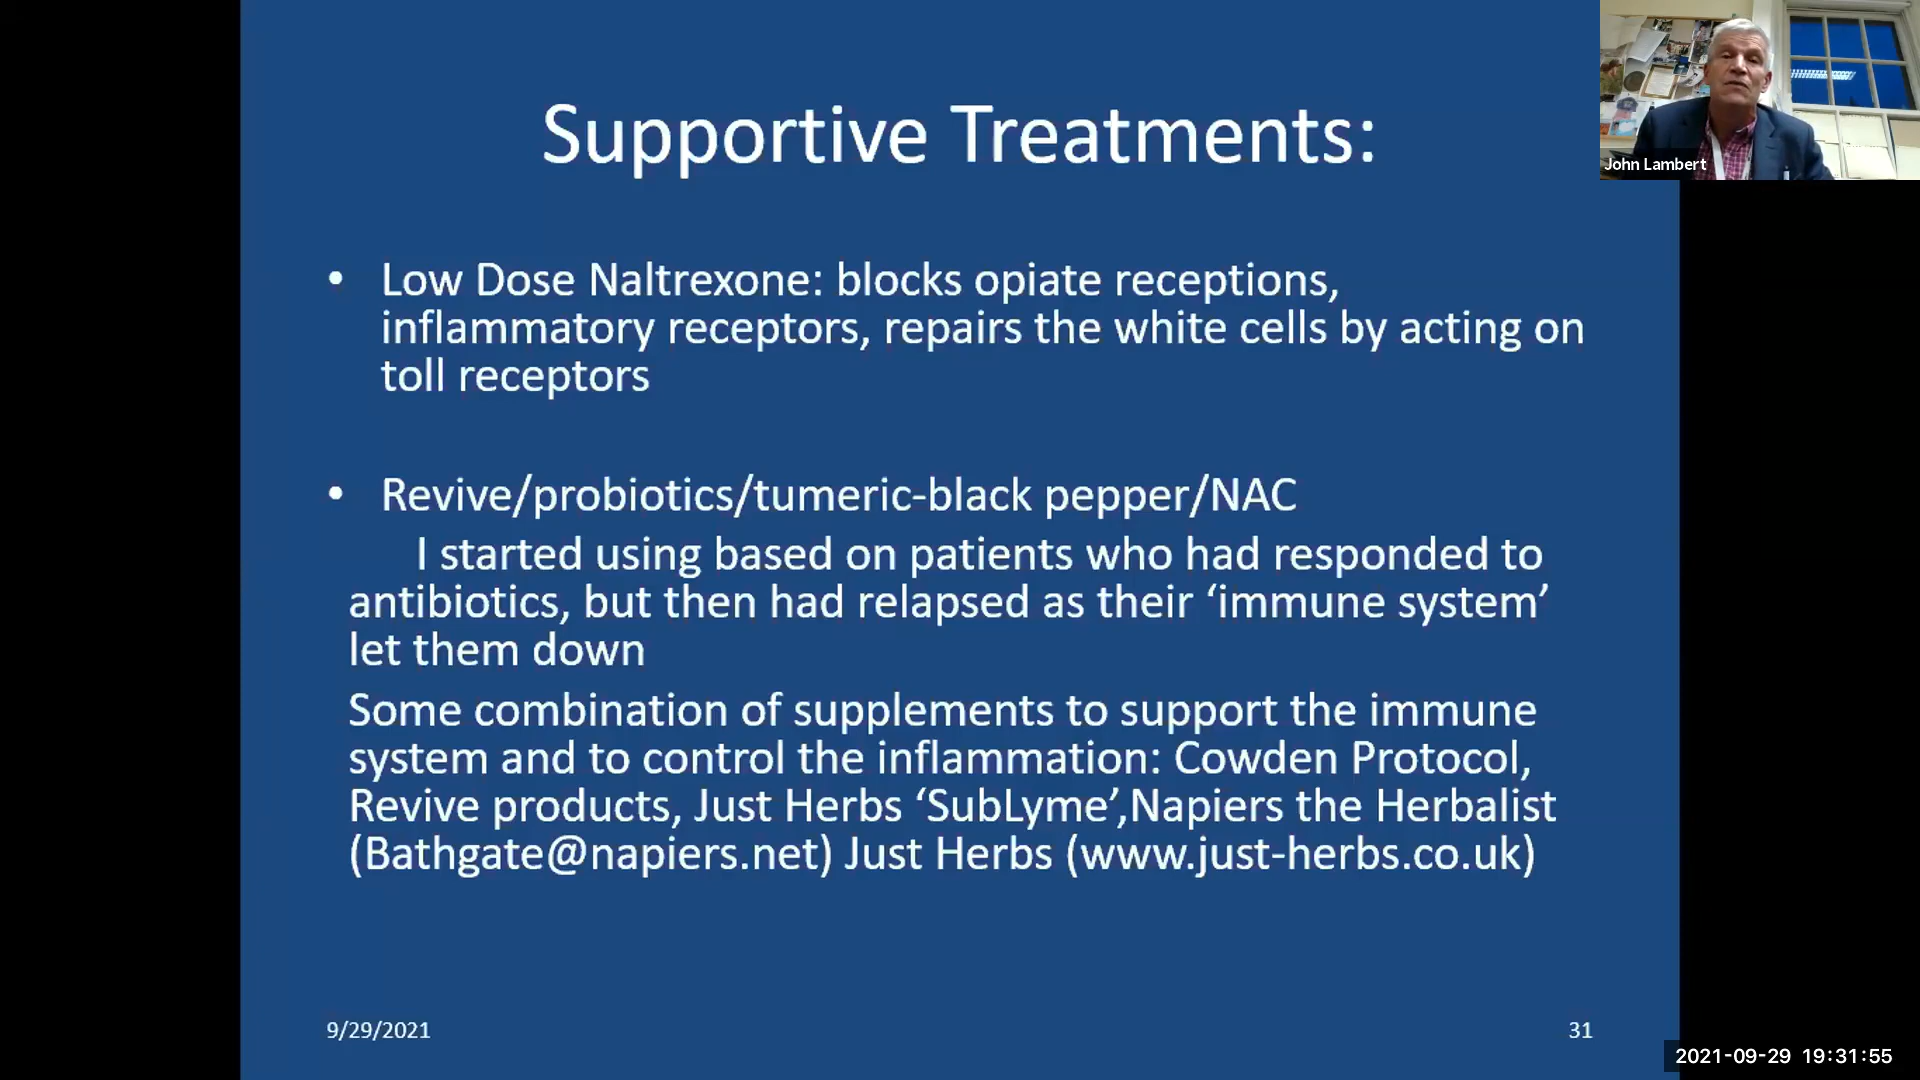 Supportive Treatments:
John Lambert
• Low Dose Naltrexone: blocks opiate receptions,
inflammatory receptors, repairs the white cells by acting on
toll receptors
• Revive/probiotics/tumeric-black pepper/NAC
I started using based on patients who had responded to
antibiotics, but then had relapsed as their ‘immune system’
let them down
Some combination of supplements to support the immune
system and to control the inflammation: Cowden Protocol,
Revive products, Just Herbs ‘SubLyme’,Napiers the Herbalist
(Bathgate@napiers.net) Just Herbs (www.just-herbs.co.uk)
9/29/2021
31
2021-09-29 19:31:55